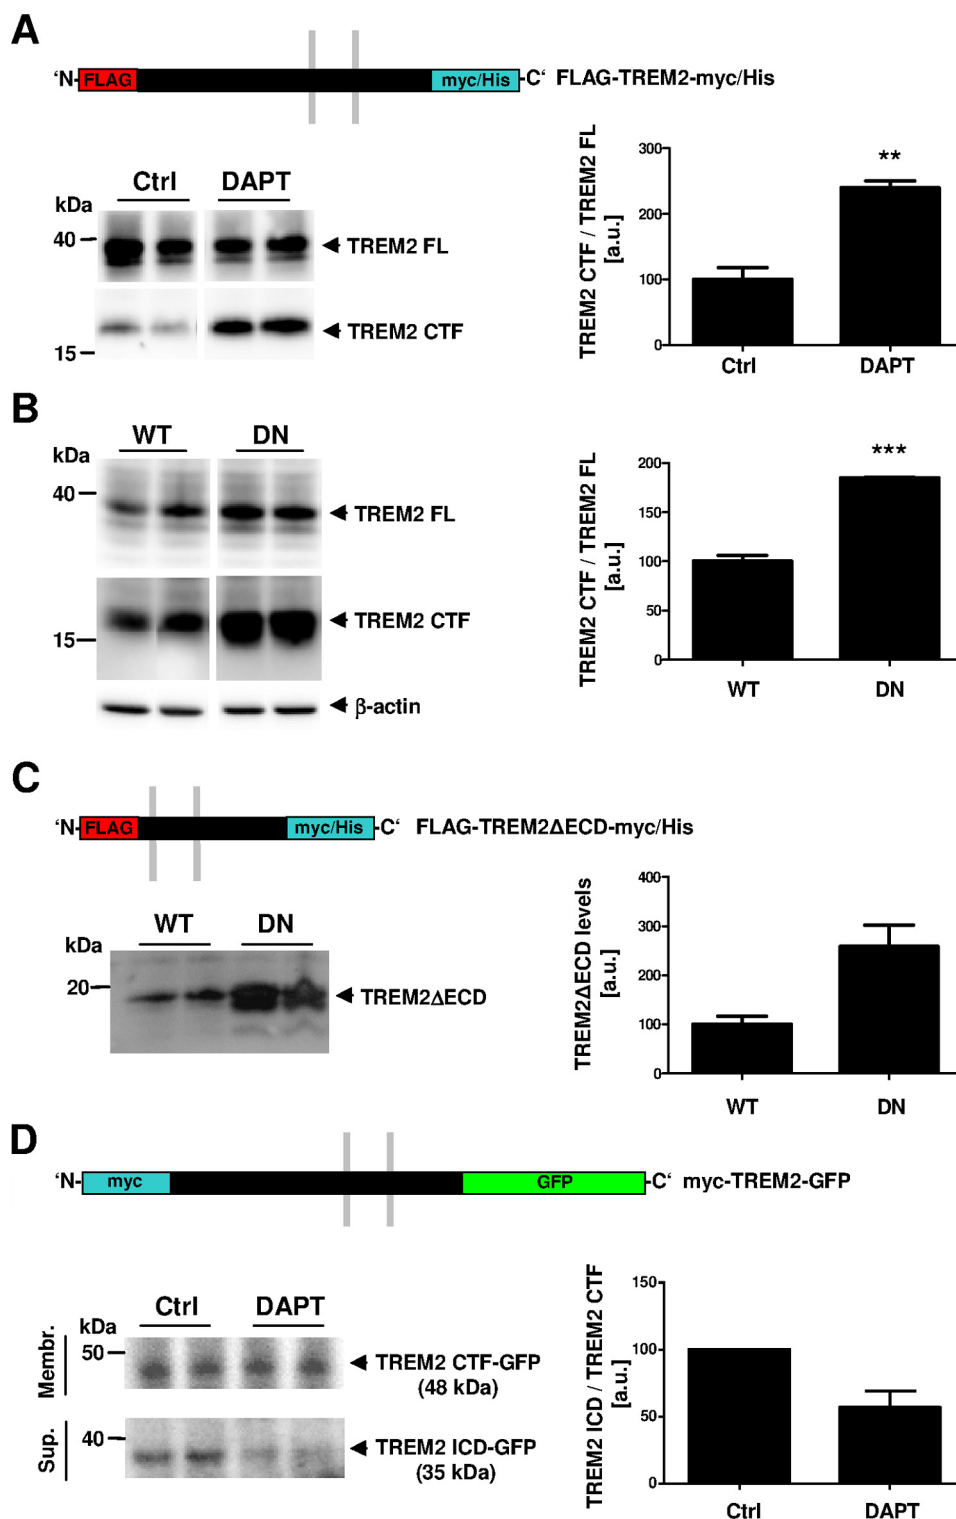 A
‘N- FLAG myc/His -C‘ FLAG-TREM2-myc/His
Ctrl DAPT
kDa
40
TREM2 FL
TREM2 CTF
15
TREM2 CTF / TREM2 FL
[a.u.]
300
200
100
0
**
Ctrl DAPT
B
WT DN
kDa
40
TREM2 FL
TREM2 CTF
15
β-actin
TREM2 CTF / TREM2 FL
[a.u.]
200
150
100
50
0
***
WT DN
C
‘N- FLAG myc/His -C‘ FLAG-TREM2ΔECD-myc/His
WT DN
kDa
20
TREM2ΔECD
TREM2ΔECD levels
[a.u.]
400
300
200
100
0
WT DN
D
‘N- myc GFP -C‘ myc-TREM2-GFP
Ctrl DAPT
kDa
Membr.
50
TREM2 CTF-GFP
(48 kDa)
Sup.
40
TREM2 ICD-GFP
(35 kDa)
TREM2 ICD / TREM2 CTF
[a.u.]
150
100
50
0
Ctrl DAPT